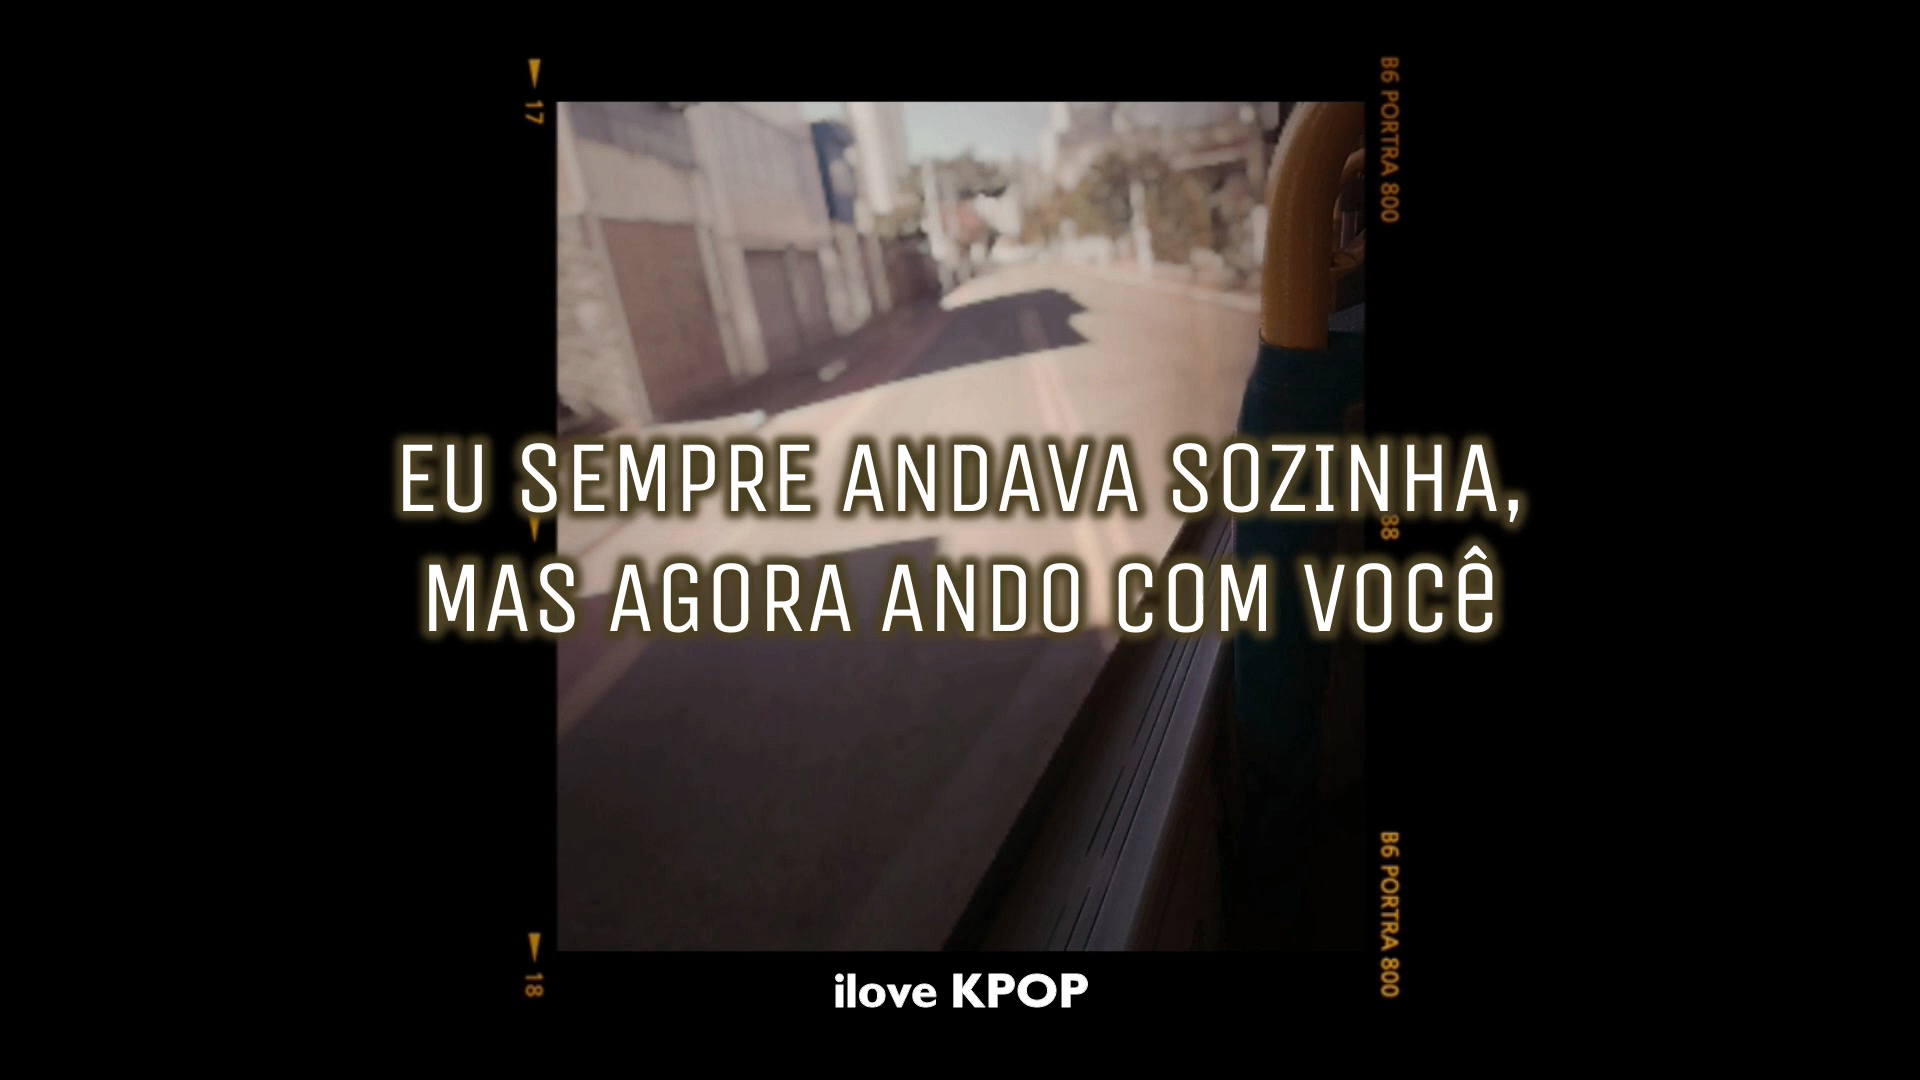 17
B6 PORTRA 800
EU SEMPRE ANDAVA SOZINHA,
MAS AGORA ANDO COM VOCÊ
18
B6 PORTRA 800
ilove KPOP